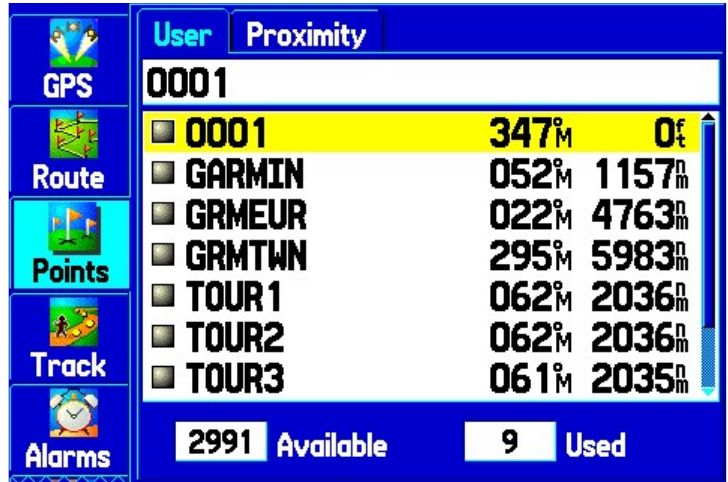 User Proximity
0001
0001 347°M 0ft
GARMIN 052°M 1157nm
GRMEUR 022°M 4763nm
GRMTWN 295°M 5983nm
TOUR1 062°M 2036nm
TOUR2 062°M 2036nm
TOUR3 061°M 2035nm
2991 Available 9 Used
GPS
Route
Points
Track
Alarms